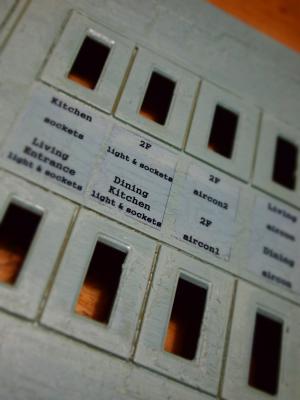 Kitchen
sockets
Living
Entrance
light & sockets
2F
light & sockets
Dining
Kitchen
light & sockets
2F
aircon2
2F
aircon1
Living
aircon
Dining
aircon